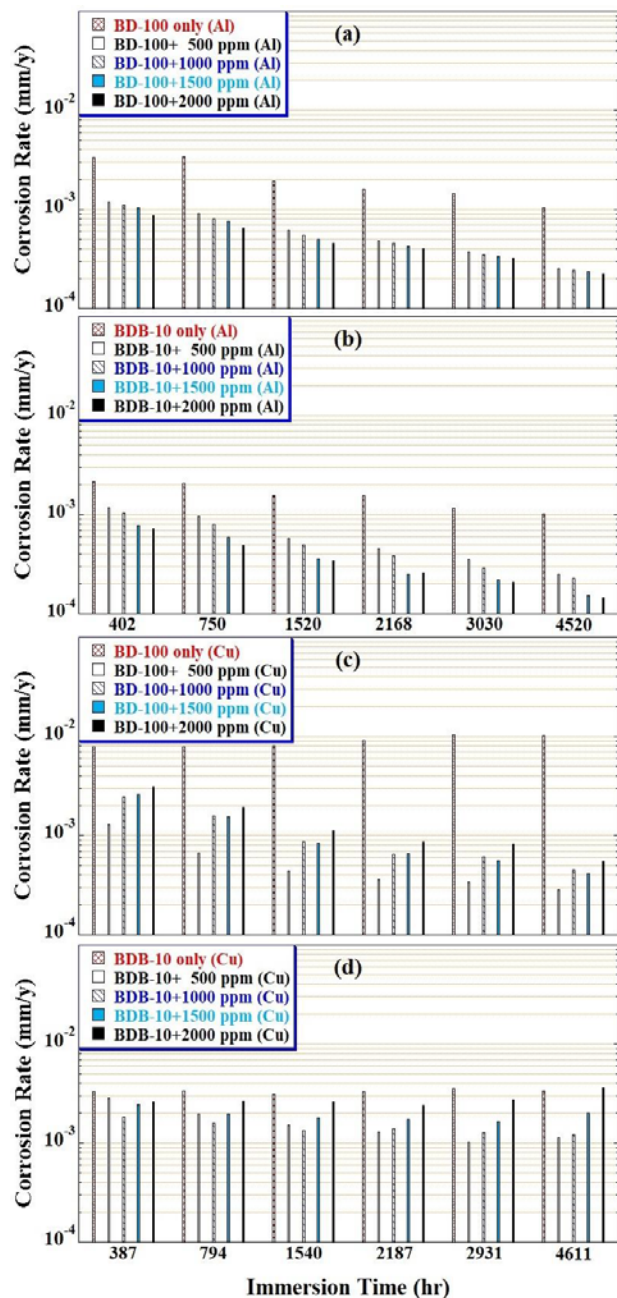 BD-100 only (Al)
BD-100+ 500 ppm (Al)
BD-100+1000 ppm (Al)
BD-100+1500 ppm (Al)
BD-100+2000 ppm (Al)
(a)
Corrosion Rate (mm/y)
10-2
10-3
10-4
BDB-10 only (Al)
BDB-10+ 500 ppm (Al)
BDB-10+1000 ppm (Al)
BDB-10+1500 ppm (Al)
BDB-10+2000 ppm (Al)
(b)
Corrosion Rate (mm/y)
10-2
10-3
10-4
402 750 1520 2168 3030 4520
BD-100 only (Cu)
BD-100+ 500 ppm (Cu)
BD-100+1000 ppm (Cu)
BD-100+1500 ppm (Cu)
BD-100+2000 ppm (Cu)
(c)
Corrosion Rate (mm/y)
10-2
10-3
10-4
BDB-10 only (Cu)
BDB-10+ 500 ppm (Cu)
BDB-10+1000 ppm (Cu)
BDB-10+1500 ppm (Cu)
BDB-10+2000 ppm (Cu)
(d)
Corrosion Rate (mm/y)
10-2
10-3
10-4
387 794 1540 2187 2931 4611
Immersion Time (hr)